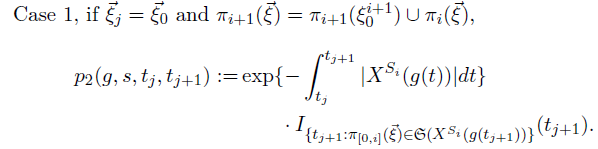 Case 1, if $\vec{\xi}_j = \vec{\xi}_0$ and $\pi_{i+1}(\vec{\xi}) = \pi_{i+1}(\xi_0^{i+1}) \cup \pi_i(\vec{\xi})$,
$p_2(g, s, t_j, t_{j+1}) := \exp\{-\int_{t_j}^{t_{j+1}} |X^{S_i}(g(t))|dt\}$
$\cdot I_{\{t_{j+1}:\pi_{[0,i]}(\vec{\xi}) \in \mathfrak{S}(X^{S_i}(g(t_{j+1}))\}}(t_{j+1}).$